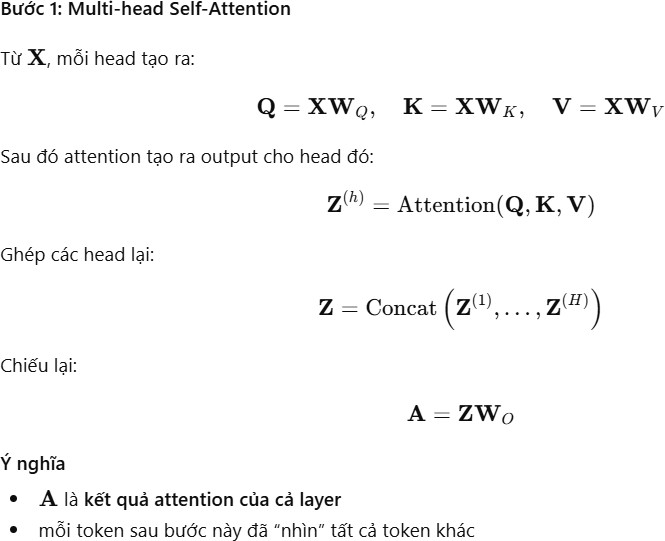 Bước 1: Multi-head Self-Attention
Từ X, mỗi head tạo ra:
Q = XW_Q, K = XW_K, V = XW_V
Sau đó attention tạo ra output cho head đó:
Z^(h) = Attention(Q, K, V)
Ghép các head lại:
Z = Concat(Z^(1), …, Z^(H))
Chiếu lại:
A = ZW_O
Ý nghĩa
• A là kết quả attention của cả layer
• mỗi token sau bước này đã “nhìn” tất cả token khác